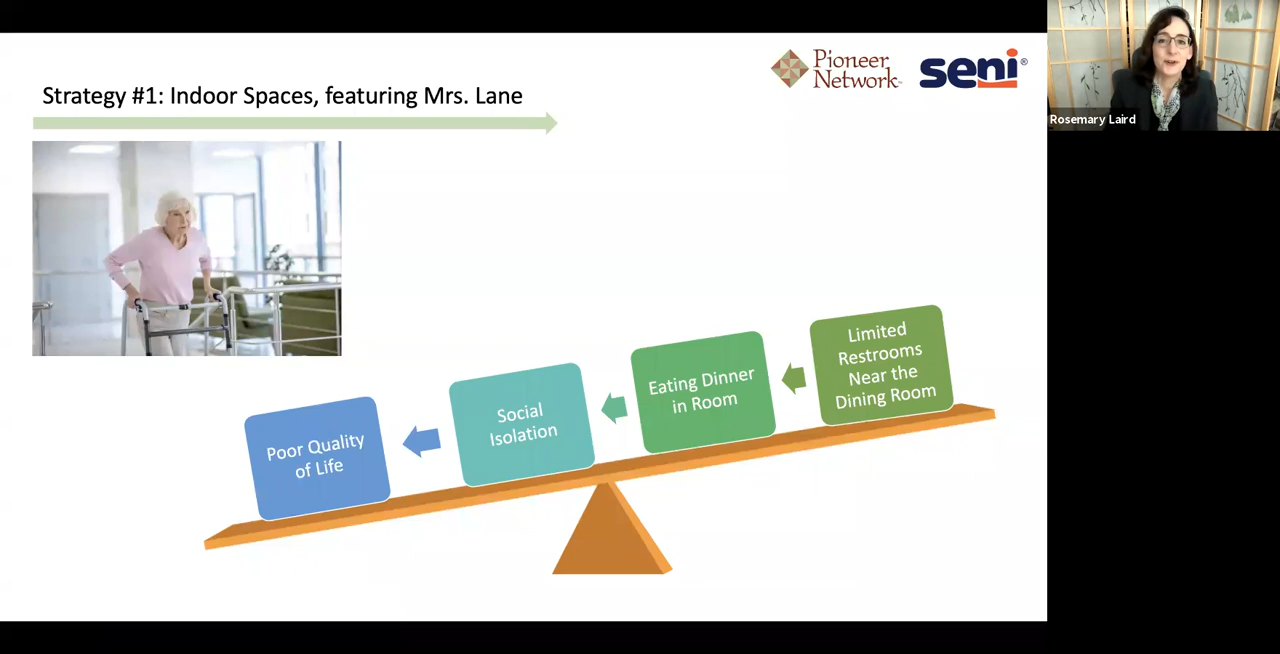 Pioneer
Network™
seni®
Strategy #1: Indoor Spaces, featuring Mrs. Lane
Rosemary Laird
Limited
Restrooms
Near the
Dining Room
Eating Dinner
in Room
Social
Isolation
Poor Quality
of Life